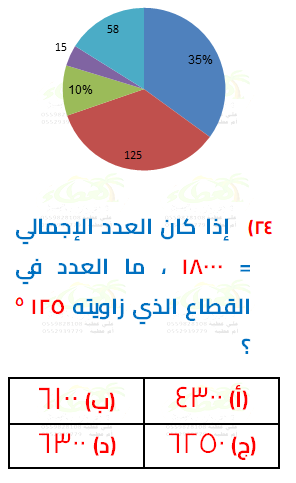 58
15
35%
10%
125
٢٤) إذا كان العدد الإجمالي
= ١٨٠٠٠ ، ما العدد في
القطاع الذي زاويته ١٢٥ °
؟
(أ) ٤٣٠٠ (ب) ٦١٠٠
(ج) ٦٢٥٠ (د) ٦٣٠٠